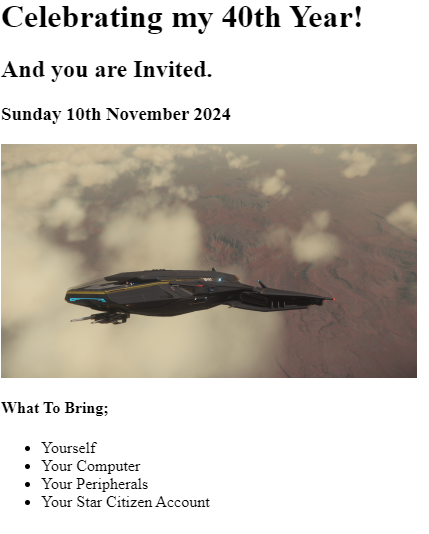 Celebrating my 40th Year!
And you are Invited.
Sunday 10th November 2024
What To Bring;
Yourself
Your Computer
Your Peripherals
Your Star Citizen Account